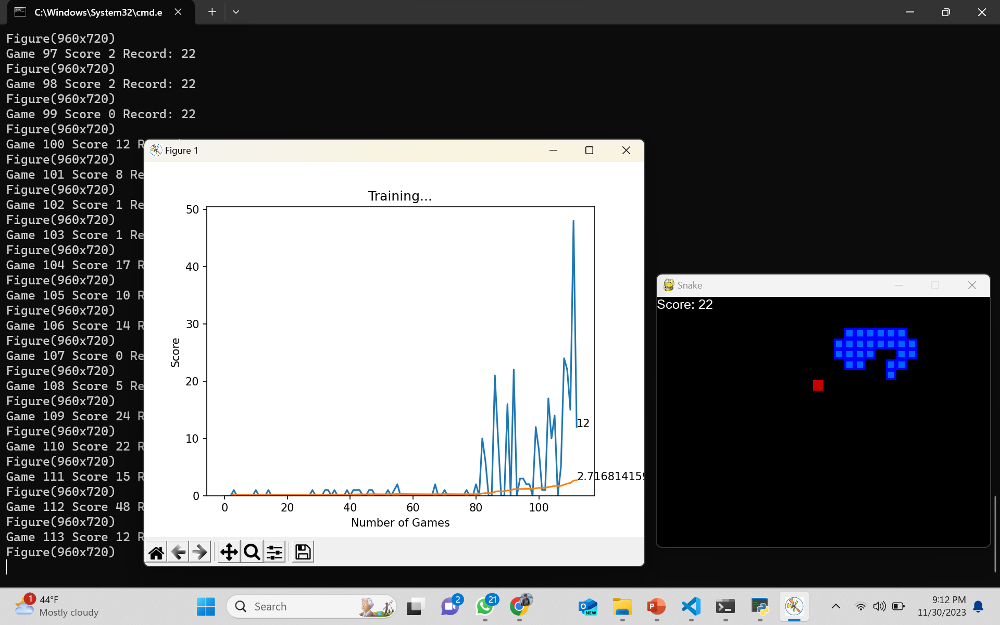 C:\Windows\System32\cmd.e
Figure(960x720)
Game 97 Score 2 Record: 22
Figure(960x720)
Game 98 Score 2 Record: 22
Figure(960x720)
Game 99 Score 0 Record: 22
Figure(960x720)
Game 100 Score 12 R
Figure(960x720)
Game 101 Score 8 Re
Figure(960x720)
Game 102 Score 1 Re
Figure(960x720)
Game 103 Score 1 Re
Figure(960x720)
Game 104 Score 17 R
Figure(960x720)
Game 105 Score 10 R
Figure(960x720)
Game 106 Score 14 R
Figure(960x720)
Game 107 Score 0 Re
Figure(960x720)
Game 108 Score 5 Re
Figure(960x720)
Game 109 Score 24 R
Figure(960x720)
Game 110 Score 22 R
Figure(960x720)
Game 111 Score 15 R
Figure(960x720)
Game 112 Score 48 R
Figure(960x720)
Game 113 Score 12 R
Figure(960x720)
Figure 1
Training...
50
40
30
20
10
0
Score
12
2.716814159
0 20 40 60 80 100
Number of Games
Snake
Score: 22
1
44°F
Mostly cloudy
Search
2
21
NEW
9:12 PM
11/30/2023